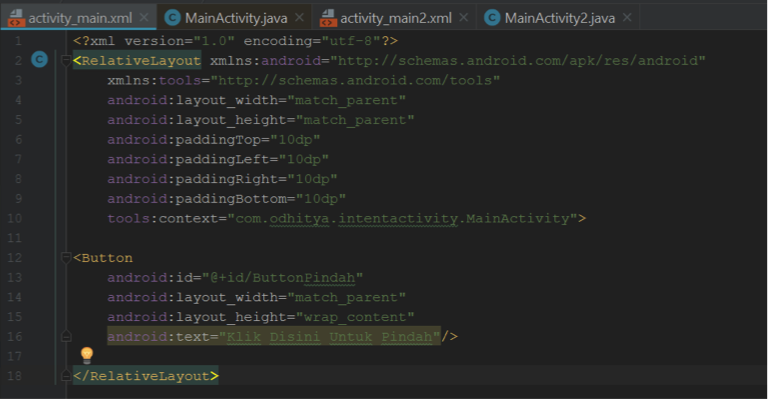 activity_main.xml MainActivity.java activity_main2.xml MainActivity2.java
1 <?xml version="1.0" encoding="utf-8"?>
2 <RelativeLayout xmlns:android="http://schemas.android.com/apk/res/android"
3 xmlns:tools="http://schemas.android.com/tools"
4 android:layout_width="match_parent"
5 android:layout_height="match_parent"
6 android:paddingTop="10dp"
7 android:paddingLeft="10dp"
8 android:paddingRight="10dp"
9 android:paddingBottom="10dp"
10 tools:context="com.odhitya.intentactivity.MainActivity">
11
12 <Button
13 android:id="@+id/ButtonPindah"
14 android:layout_width="match_parent"
15 android:layout_height="wrap_content"
16 android:text="Klik Disini Untuk Pindah"/>
17
18 </RelativeLayout>